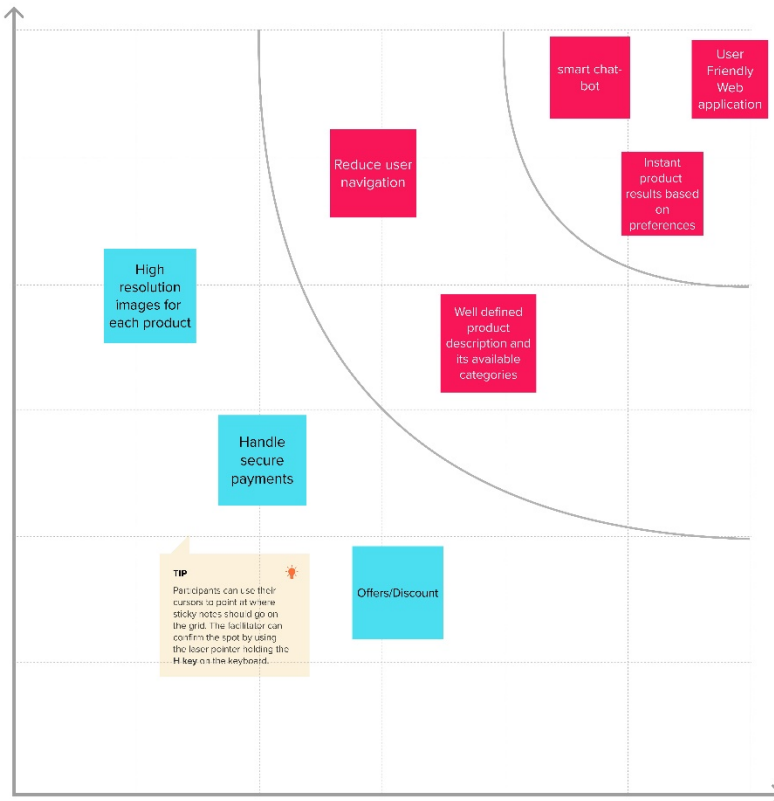 smart chat-
bot
User
Friendly
Web
application
Reduce user
navigation
Instant
product
results based
on
preferences
High
resolution
images for
each product
Well defined
product
description and
its available
categories
Handle
secure
payments
TIP
Participants can use their
cursors to point at where
sticky notes should go on
the grid. The facilitator can
confirm the spot by using
the laser pointer holding the
H key on the keyboard.
Offers/Discount